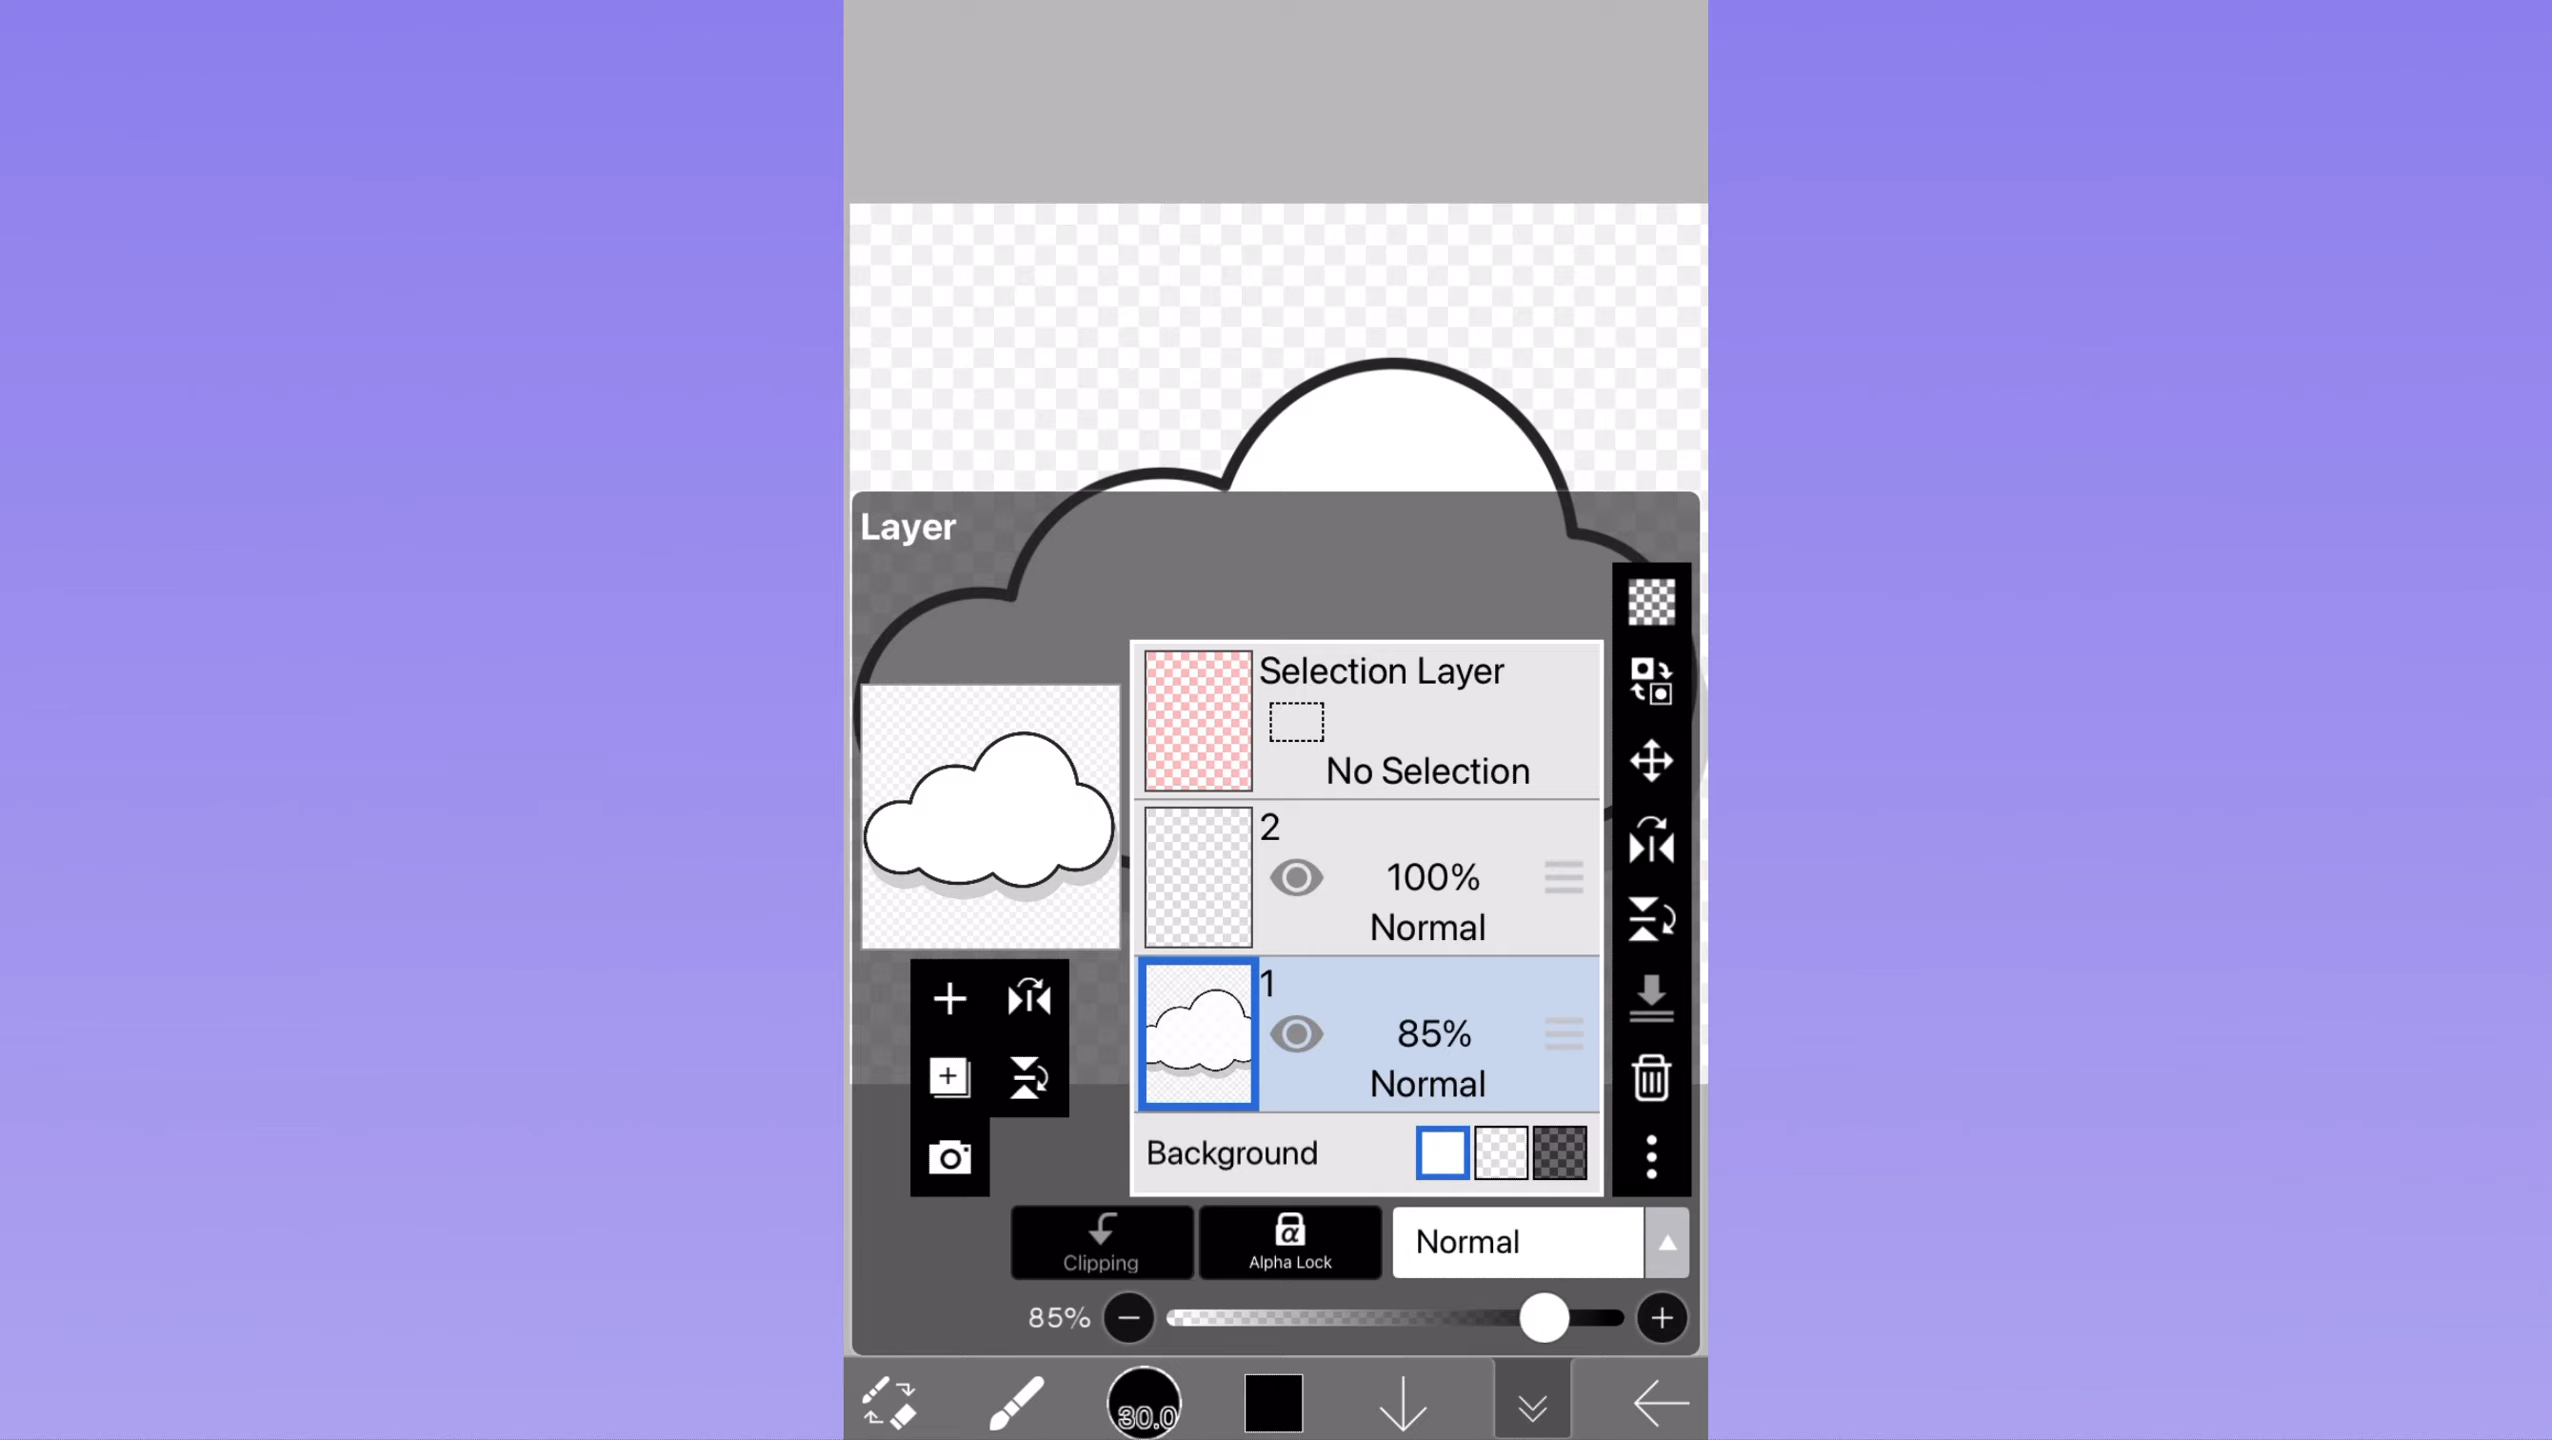 Layer
Selection Layer
No Selection
2
100%
Normal
1
85%
Normal
Background
Clipping
α
Alpha Lock
Normal
85%
30.0